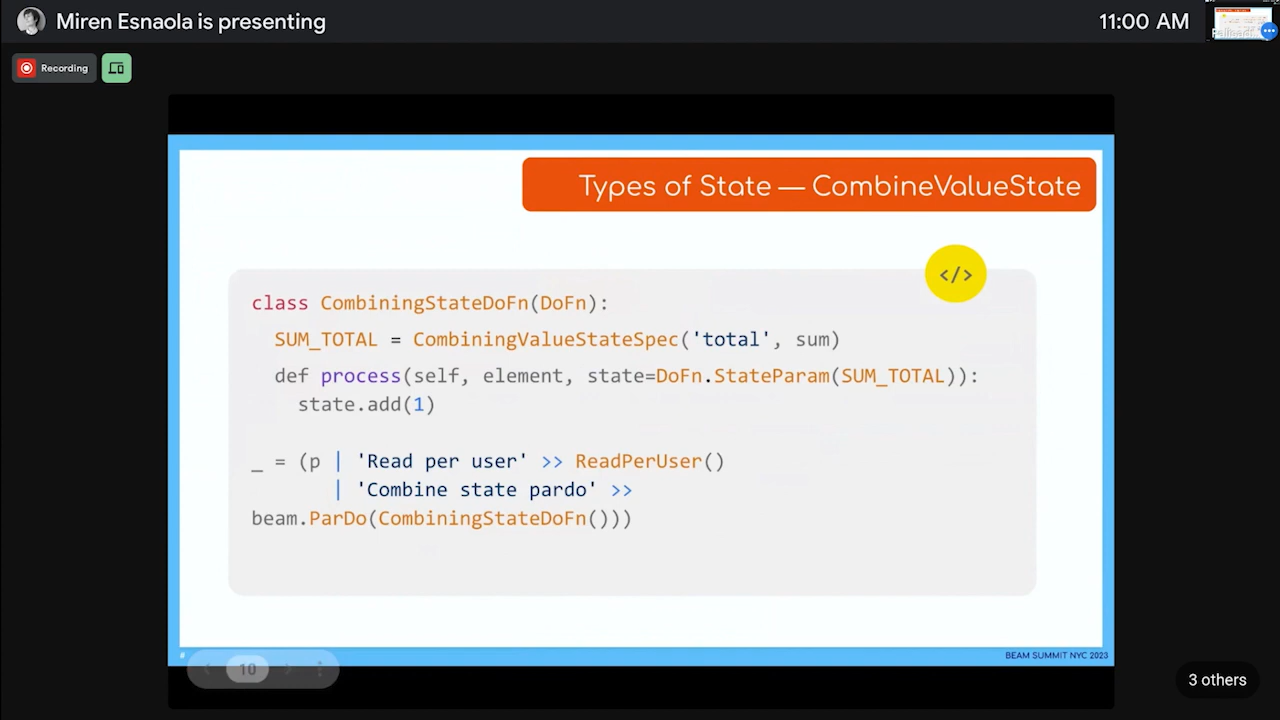 Miren Esnaola is presenting
11:00 AM
Recording
Types of State — CombineValueState
</>
class CombiningStateDoFn(DoFn):
SUM_TOTAL = CombiningValueStateSpec('total', sum)
def process(self, element, state=DoFn.StateParam(SUM_TOTAL)):
state.add(1)
_ = (p | 'Read per user' >> ReadPerUser()
| 'Combine state pardo' >>
beam.ParDo(CombiningStateDoFn()))
#
BEAM SUMMIT NYC 2023
10
3 others